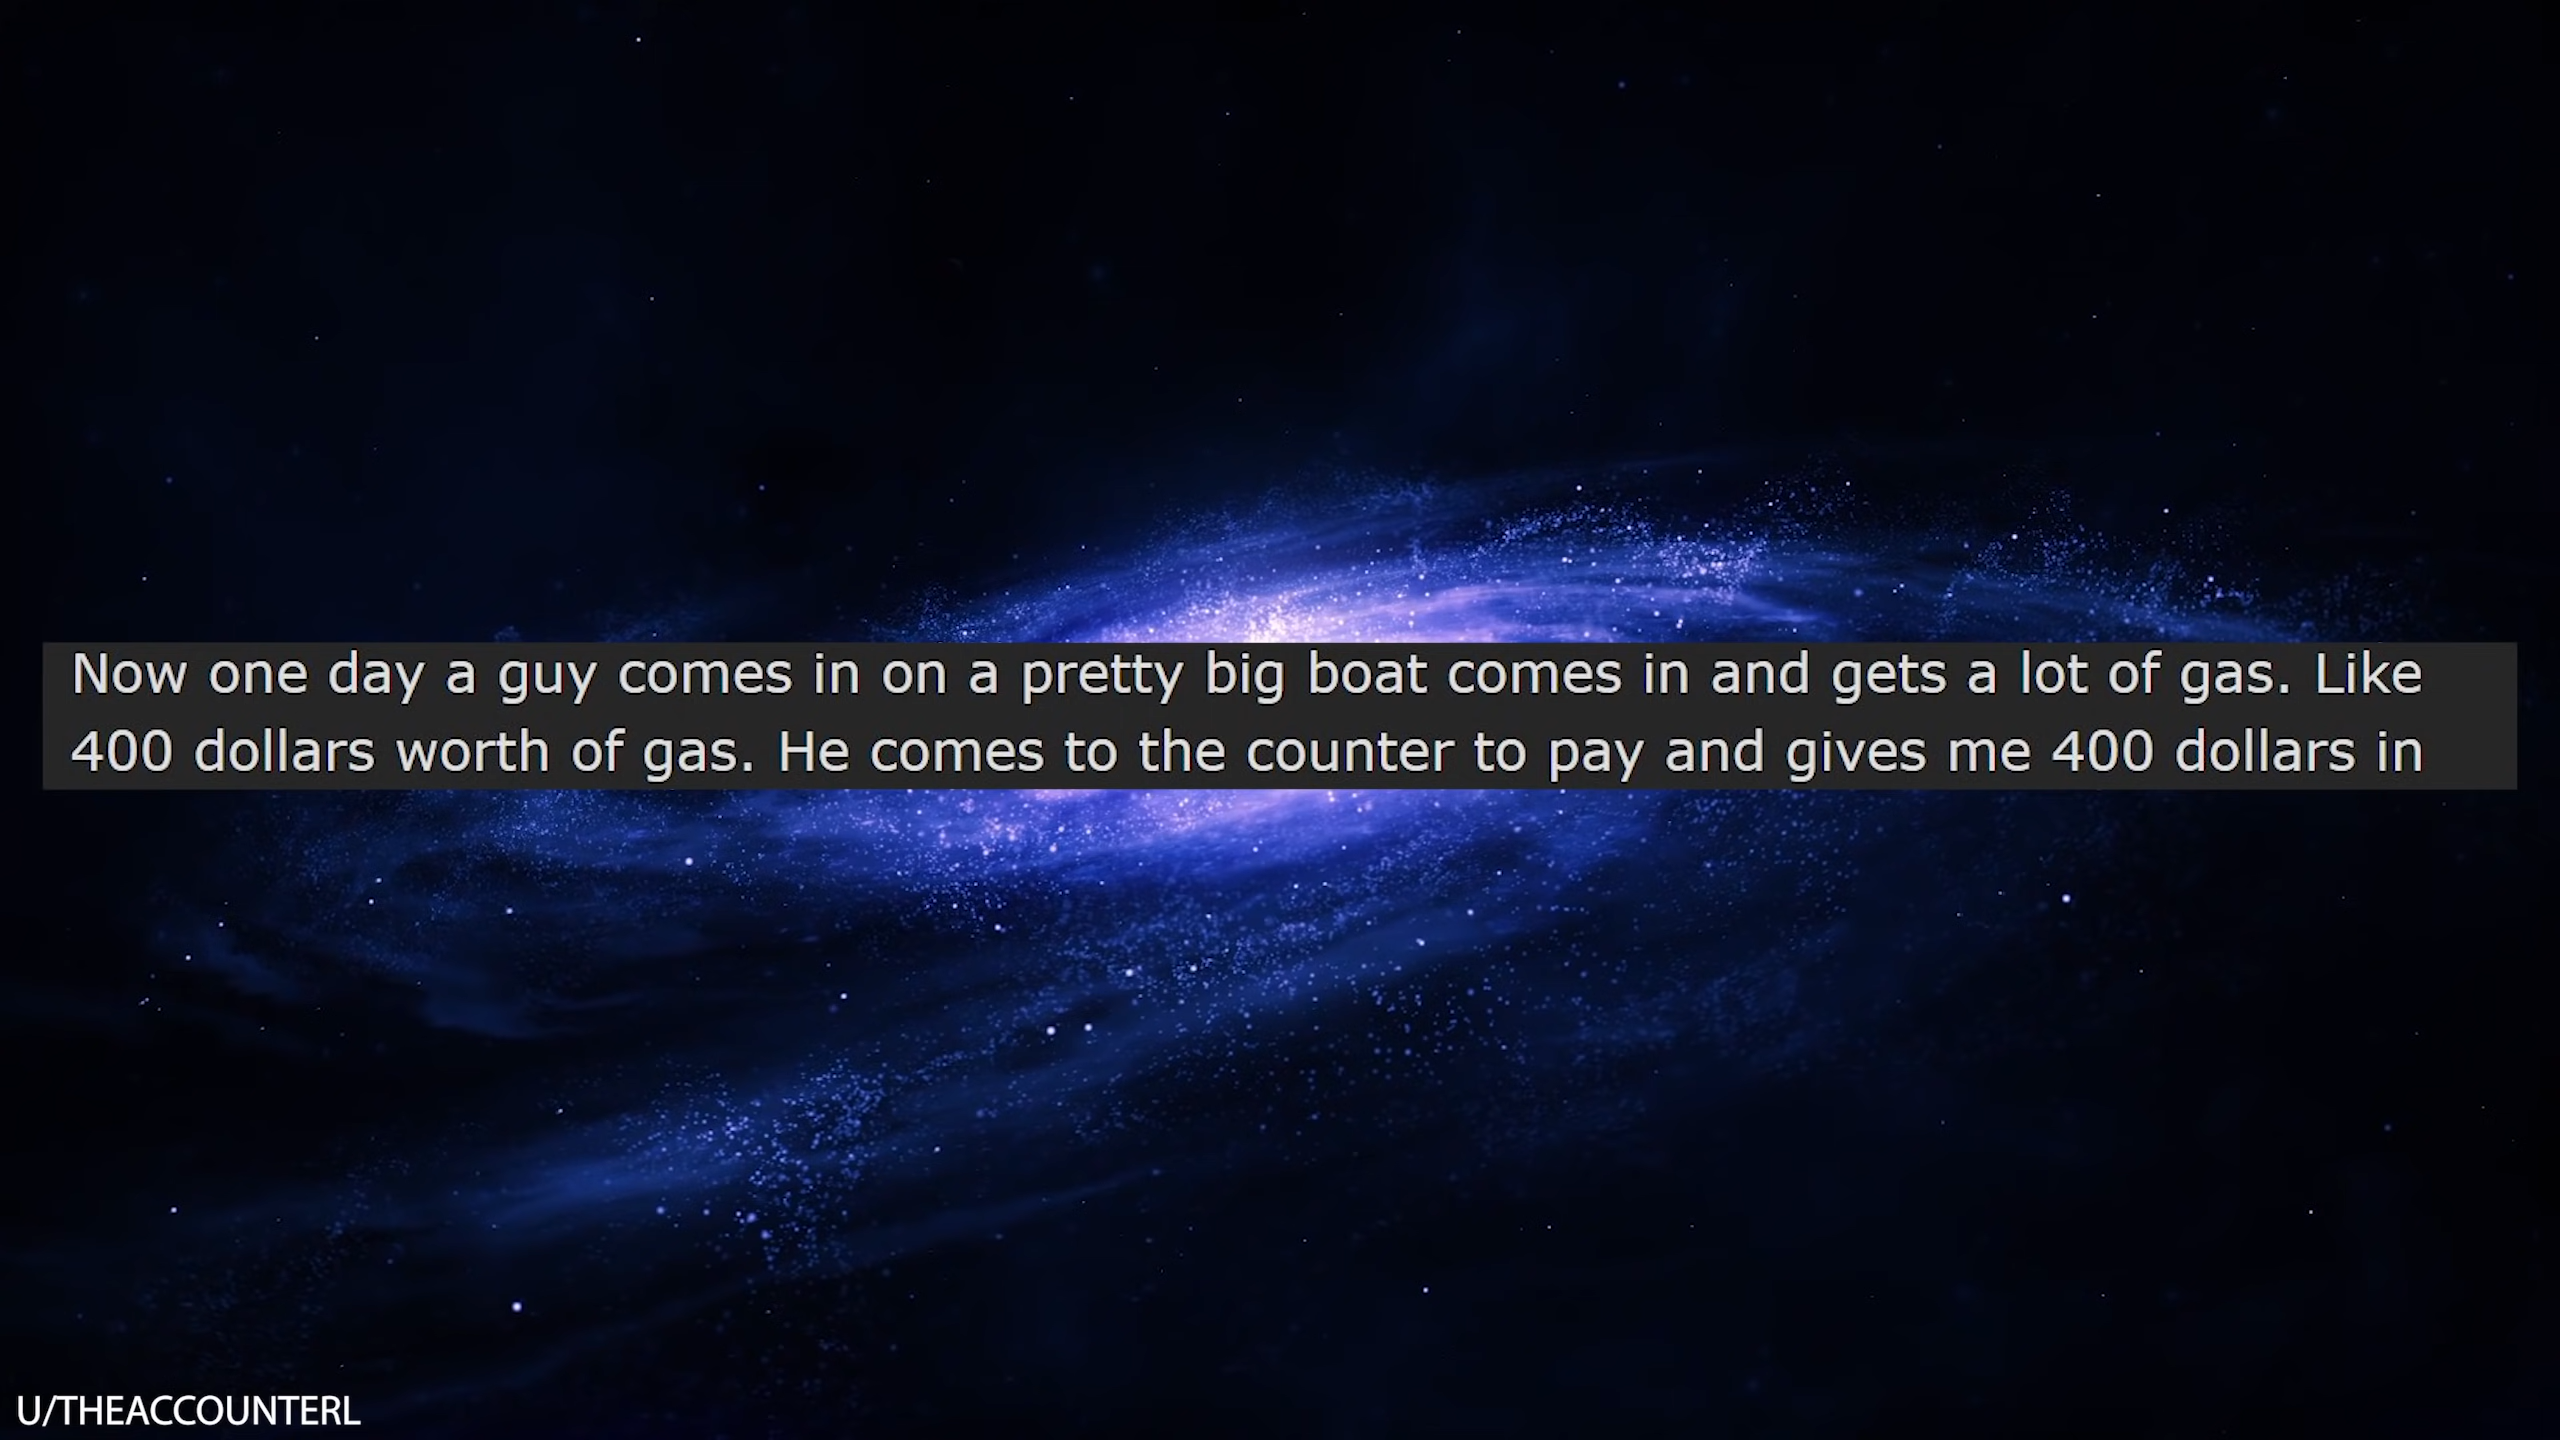 Now one day a guy comes in on a pretty big boat comes in and gets a lot of gas. Like
400 dollars worth of gas. He comes to the counter to pay and gives me 400 dollars in
U/THEACCOUNTERL